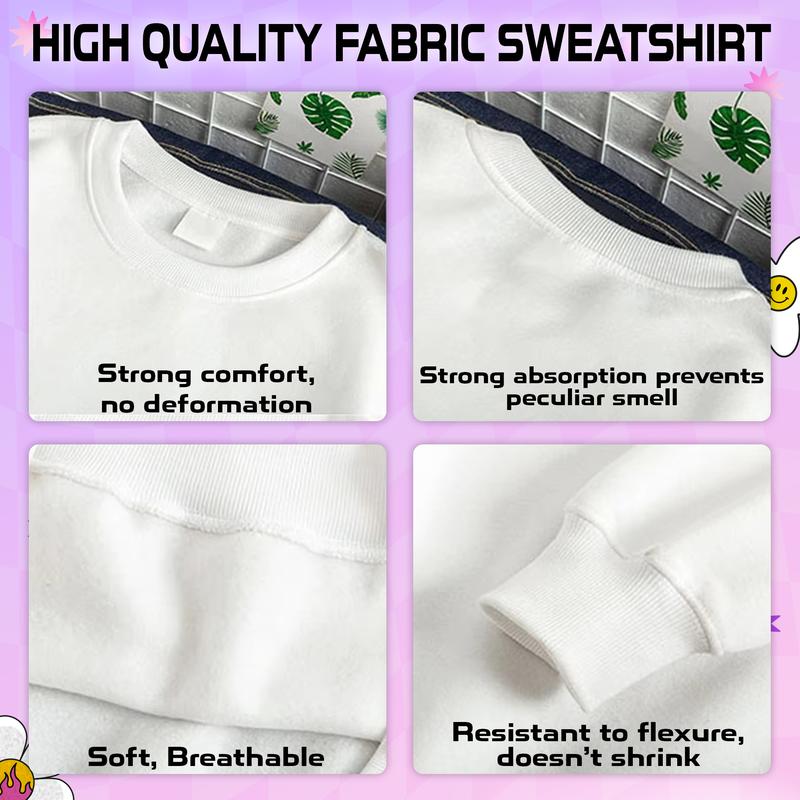 HIGH QUALITY FABRIC SWEATSHIRT
Strong comfort,
no deformation
Strong absorption prevents
peculiar smell
Soft, Breathable
Resistant to flexure,
doesn't shrink